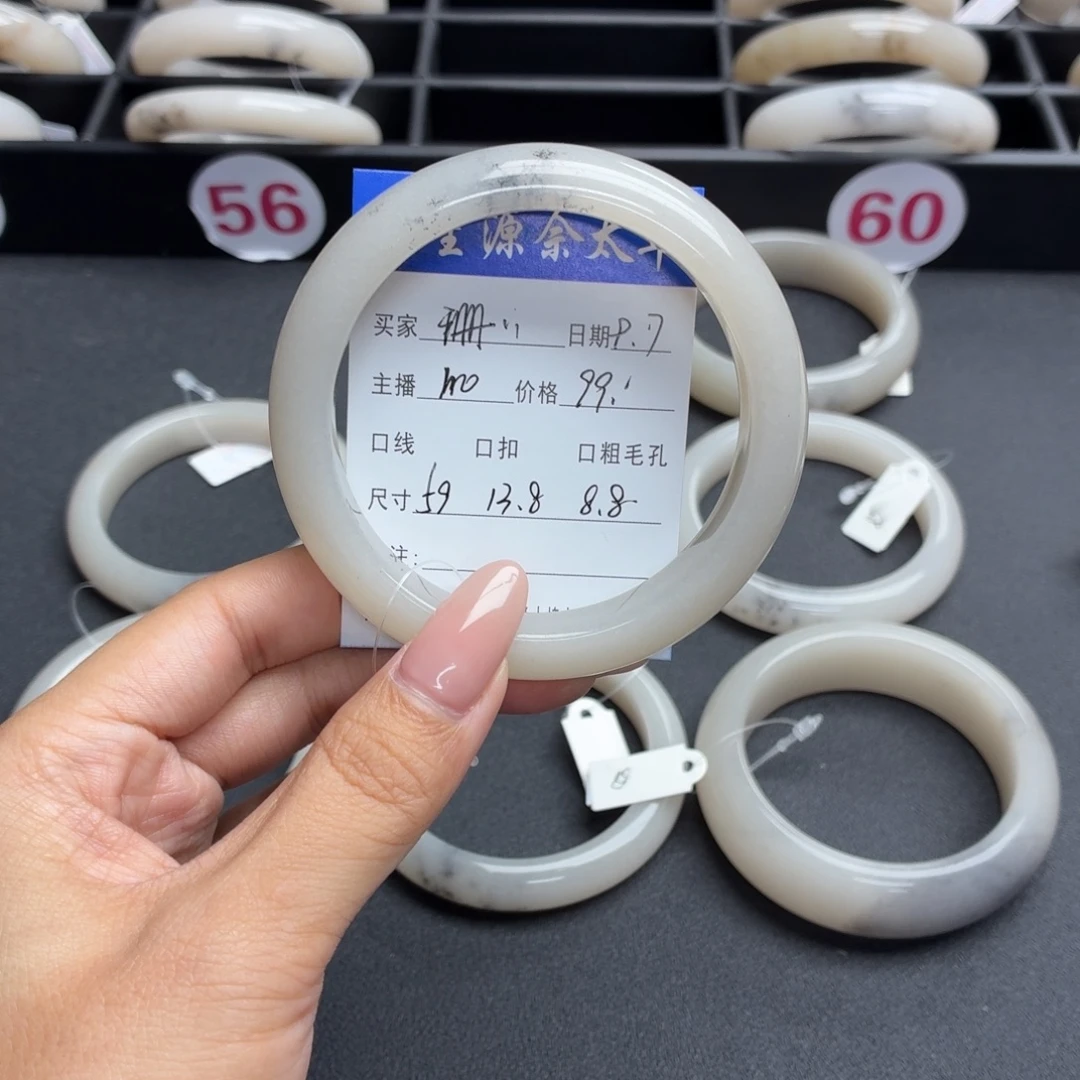 56
60
源余太
买家 日期 8.7
主播 价格 99.
口线 口扣 口粗毛孔
尺寸 59 13.8 8.8
注: